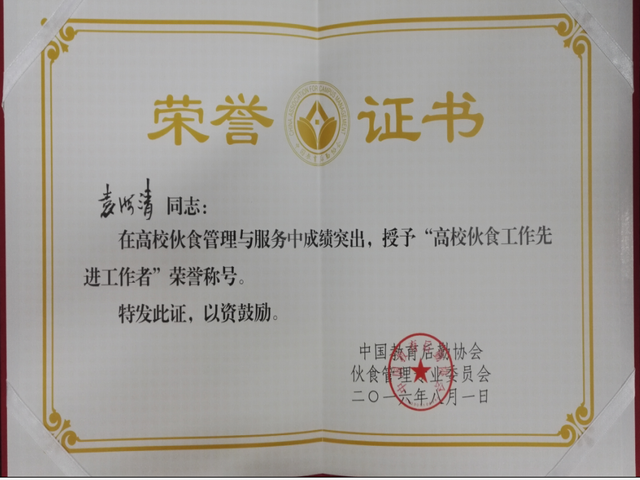 荣誉证书
袁 清 同志：
在高校伙食管理与服务中成绩突出，授予“高校伙食工作先
进工作者”荣誉称号。
特发此证，以资鼓励。
中国教育后勤协会
伙食管理专业委员会
二〇一六年八月一日